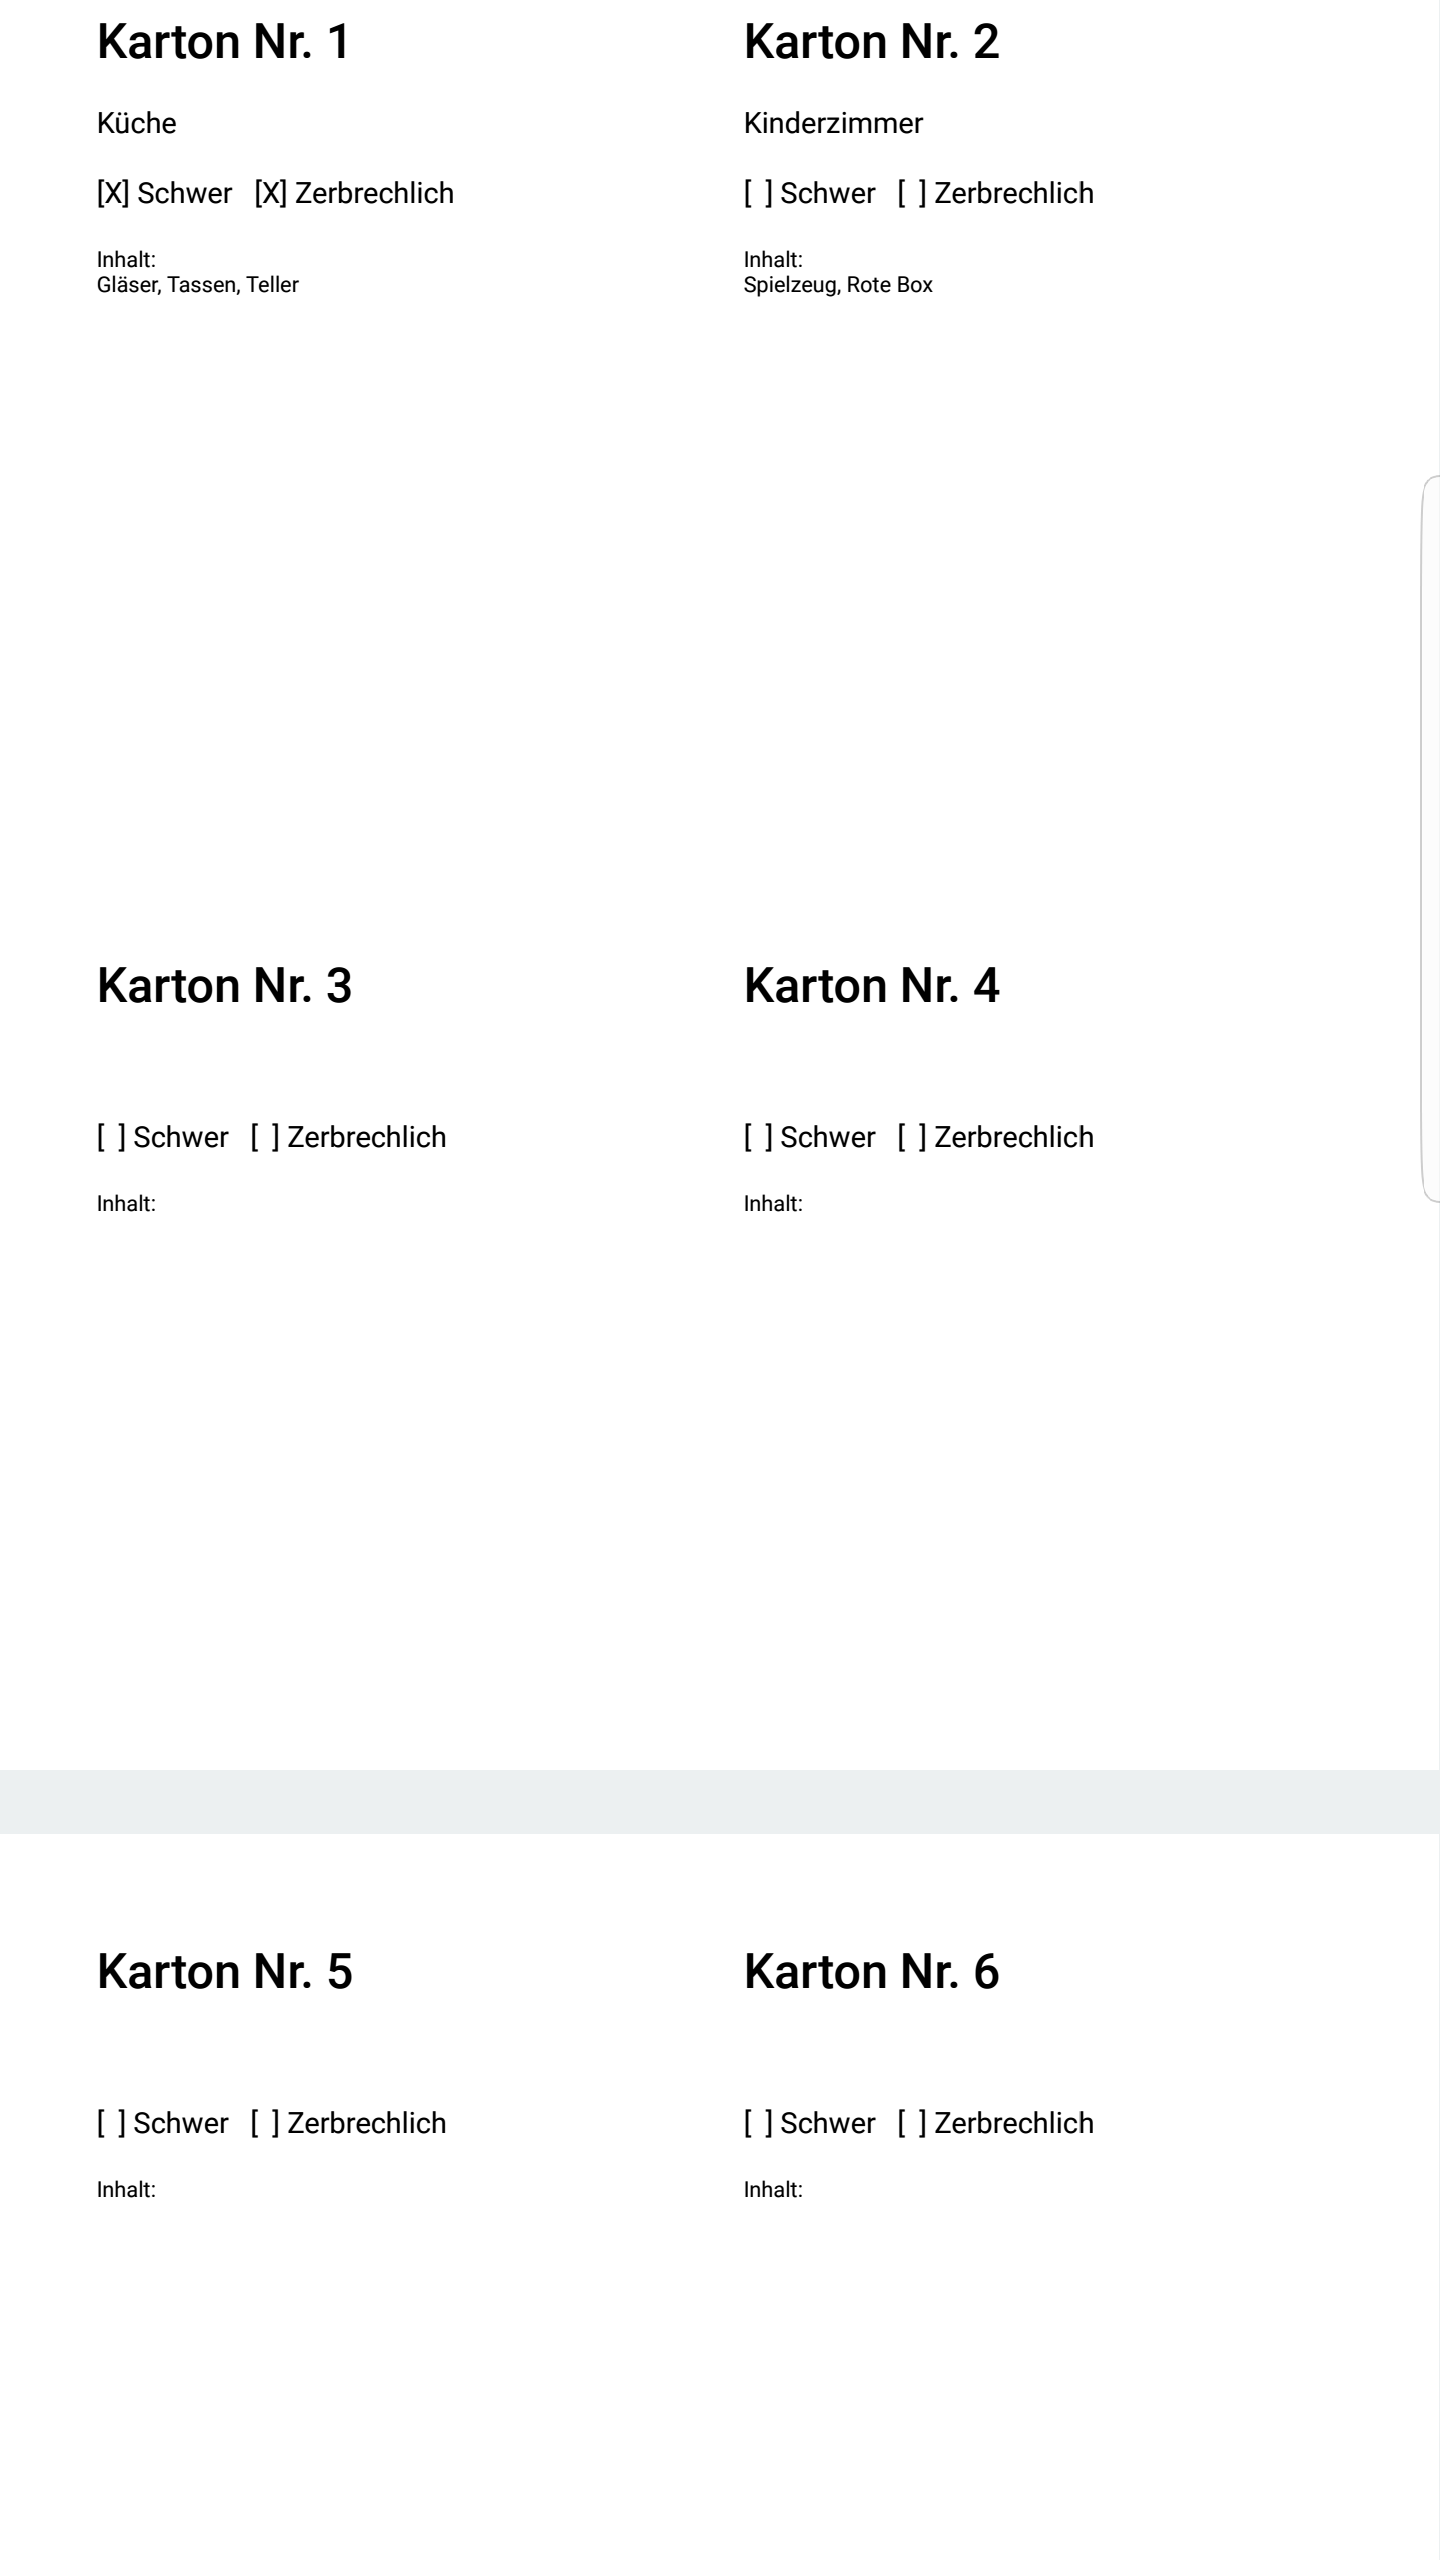 Karton Nr. 1
Küche
[X] Schwer [X] Zerbrechlich
Inhalt:
Gläser, Tassen, Teller
Karton Nr. 2
Kinderzimmer
[ ] Schwer [ ] Zerbrechlich
Inhalt:
Spielzeug, Rote Box
Karton Nr. 3
[ ] Schwer [ ] Zerbrechlich
Inhalt:
Karton Nr. 4
[ ] Schwer [ ] Zerbrechlich
Inhalt:
Karton Nr. 5
[ ] Schwer [ ] Zerbrechlich
Inhalt:
Karton Nr. 6
[ ] Schwer [ ] Zerbrechlich
Inhalt: